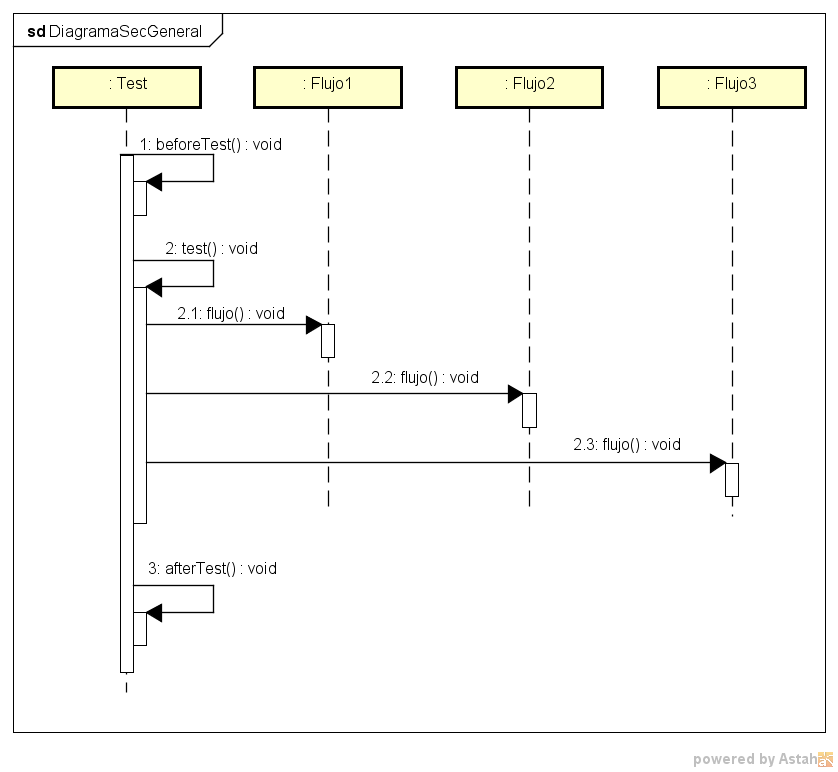 sd DiagramaSecGeneral
: Test
: Flujo1
: Flujo2
: Flujo3
1: beforeTest() : void
2: test() : void
2.1: flujo() : void
2.2: flujo() : void
2.3: flujo() : void
3: afterTest() : void
powered by Astah